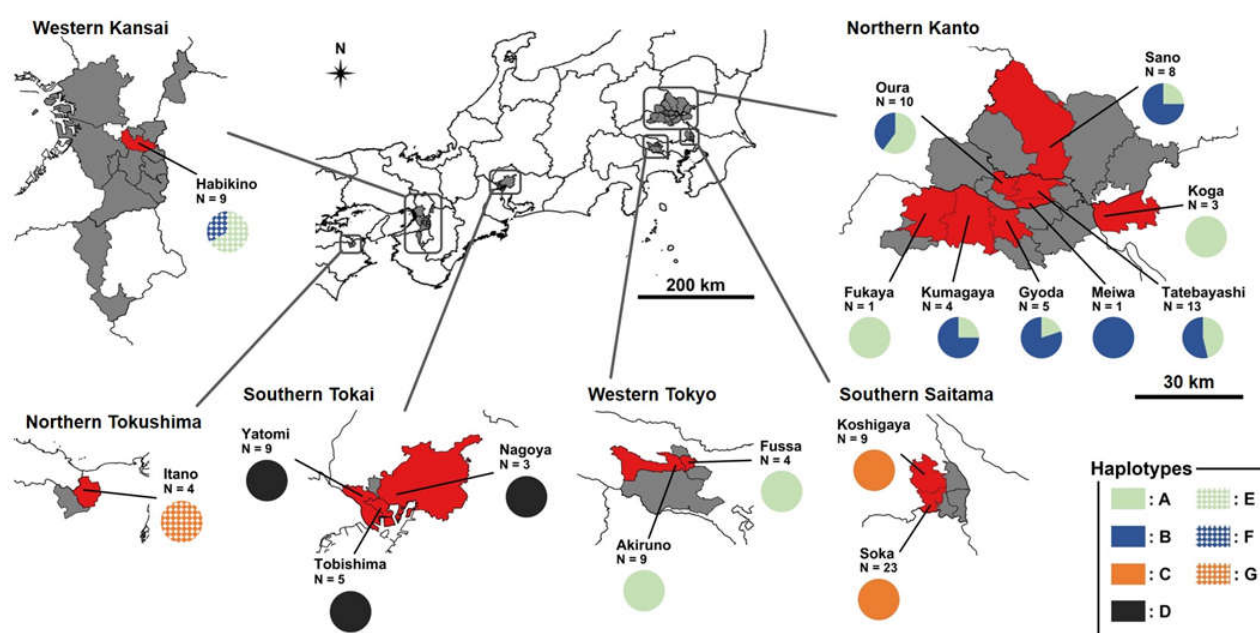 Western Kansai
N
Northern Kanto
Sano
N = 8
Oura
N = 10
Habikino
N = 9
Koga
N = 3
200 km
Fukaya
N = 1
Kumagaya
N = 4
Gyoda
N = 5
Meiwa
N = 1
Tatebayashi
N = 13
30 km
Northern Tokushima
Itano
N = 4
Southern Tokai
Yatomi
N = 9
Nagoya
N = 3
Tobishima
N = 5
Western Tokyo
Fussa
N = 4
Akiruno
N = 9
Southern Saitama
Koshigaya
N = 9
Soka
N = 23
Haplotypes
: A
: E
: B
: F
: C
: G
: D